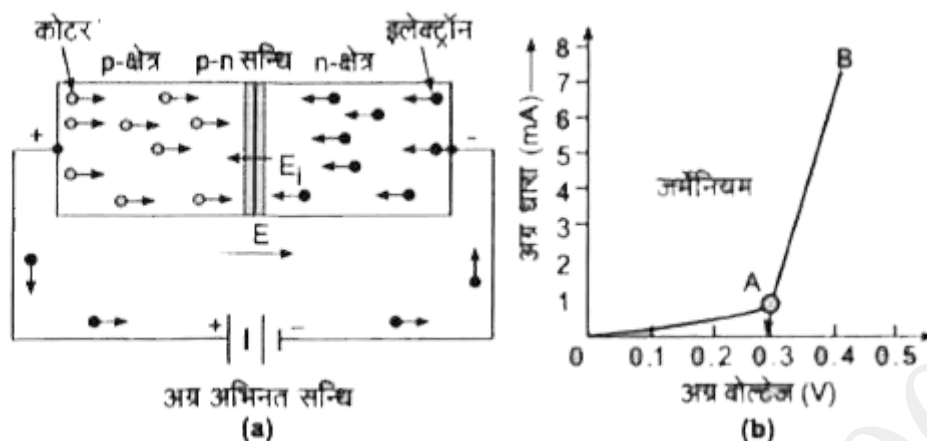 कोटर
इलेक्ट्रॉन
p-क्षेत्र p-n सन्धि n-क्षेत्र
+
-
Ei
E
+ -
अग्र अभिनत सन्धि
(a)
अग्र धारा (mA)
8
7
6
5
4
3
2
1
B
जर्मेनियम
A
0 0.1 0.2 0.3 0.4 0.5
अग्र वोल्टेज (V)
(b)